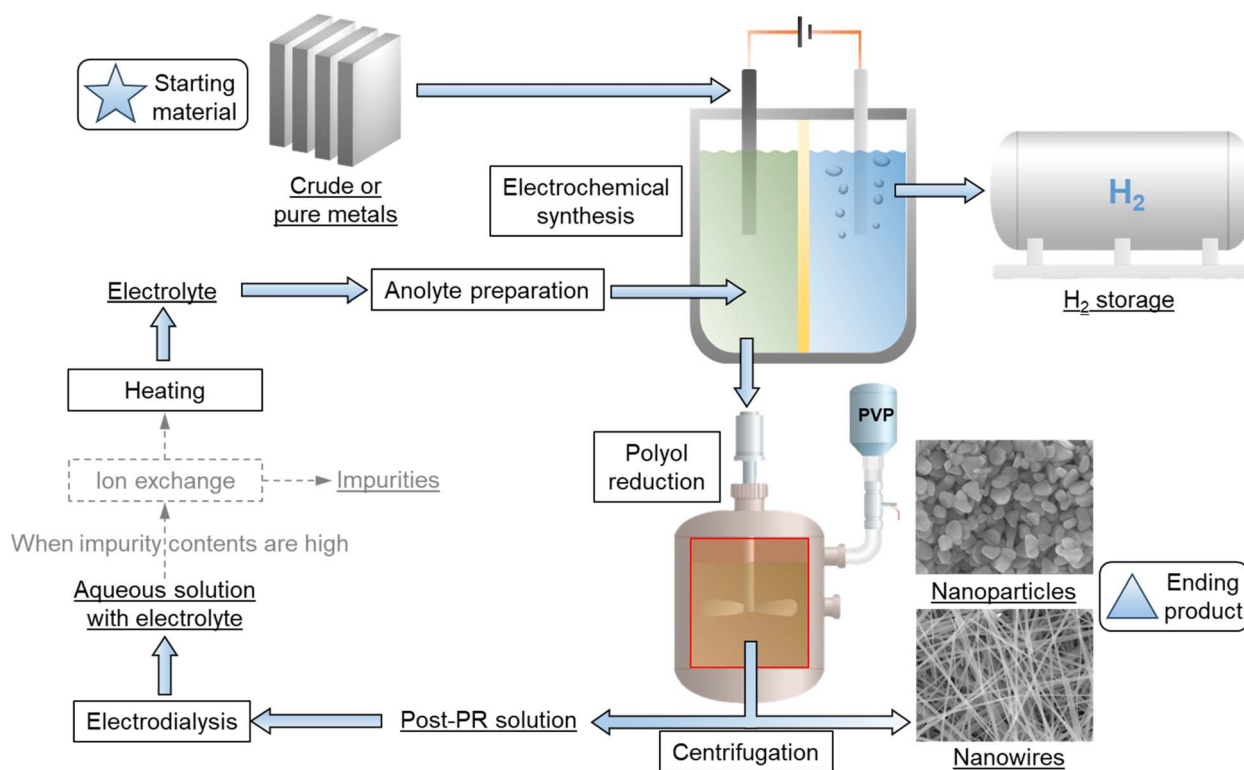 Starting
material
Crude or
pure metals
Electrochemical
synthesis
H₂
H₂ storage
Electrolyte
Anolyte preparation
Heating
Ion exchange
Impurities
When impurity contents are high
Aqueous solution
with electrolyte
Electrodialysis
Post-PR solution
Polyol
reduction
PVP
Centrifugation
Nanoparticles
Nanowires
Ending
product